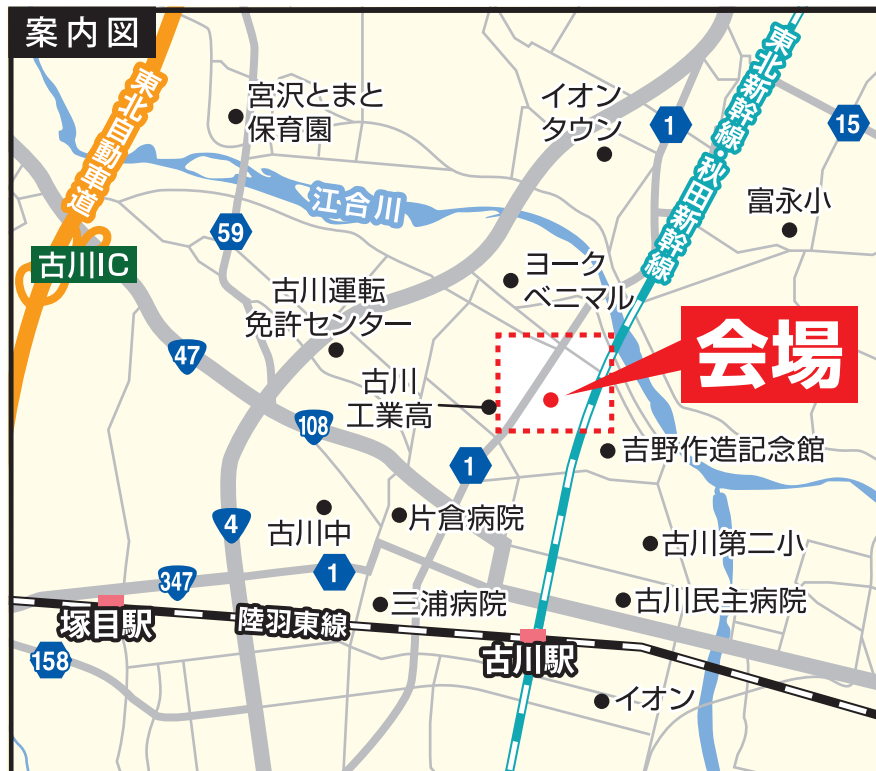 案内図
東北自動車道
宮沢とまと
保育園
イオン
タウン
1
東北新幹線・秋田新幹線
15
江合川
富永小
59
古川IC
ヨーク
ベニマル
古川運転
免許センター
会場
47
古川
工業高
108
1
吉野作造記念館
4
古川中
片倉病院
古川第二小
347
1
三浦病院
古川民主病院
塚目駅
陸羽東線
古川駅
158
イオン